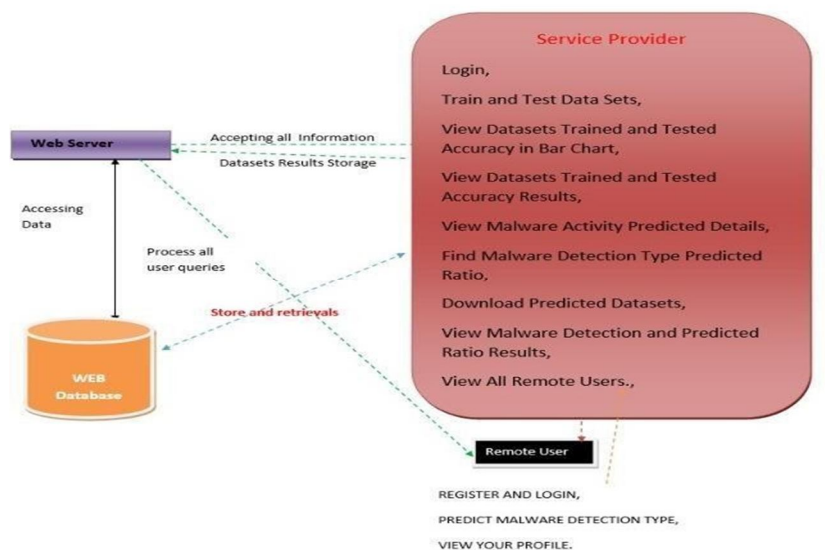 Service Provider
Login,
Train and Test Data Sets,
View Datasets Trained and Tested
Accuracy in Bar Chart,
View Datasets Trained and Tested
Accuracy Results,
View Malware Activity Predicted Details,
Find Malware Detection Type Predicted
Ratio,
Download Predicted Datasets,
View Malware Detection and Predicted
Ratio Results,
View All Remote Users.,
Web Server
Accepting all Information
Datasets Results Storage
Accessing
Data
Process all
user queries
Store and retrievals
WEB
Database
Remote User
REGISTER AND LOGIN,
PREDICT MALWARE DETECTION TYPE,
VIEW YOUR PROFILE.